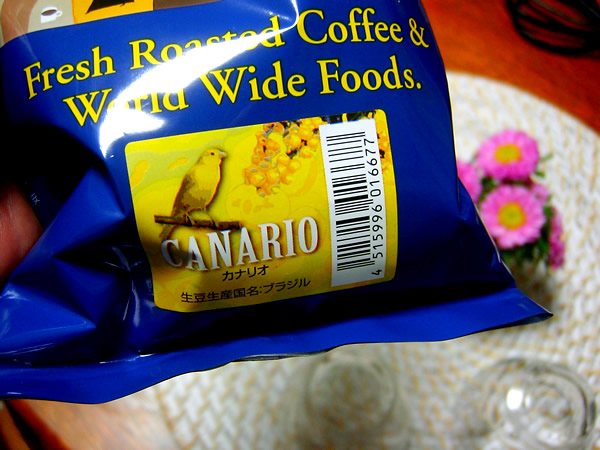 Fresh Roasted Coffee &
World Wide Foods.
CANARIO
カナリオ
生豆生産国名:ブラジル
4 515996 016677